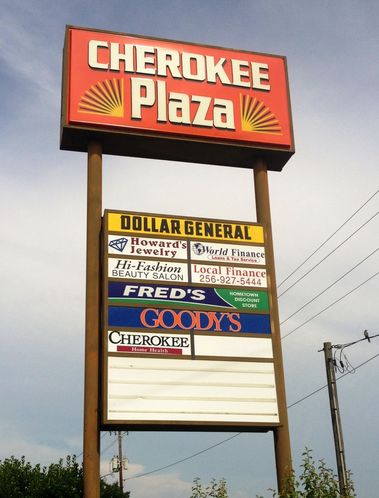 CHEROKEE
Plaza
DOLLAR GENERAL
Howard's
Jewelry
World Finance
Loans & Tax Service
Hi-Fashion
BEAUTY SALON
Local Finance
256-927-5444
FRED'S
HOMETOWN
DISCOUNT
STORE
GOODY'S
CHEROKEE
Home Health